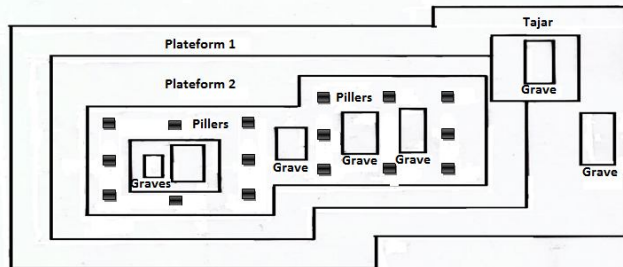 Tajar
Plateform 1
Grave
Plateform 2
Pillers
Pillers
Grave
Grave
Grave
Grave
Graves